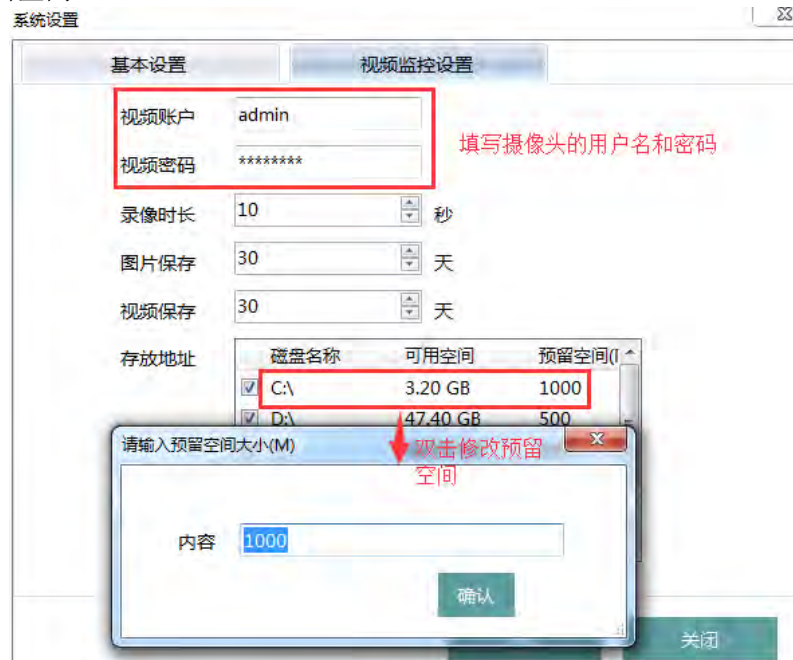 系统设置
基本设置 视频监控设置
视频账户 admin
填写摄像头的用户名和密码
视频密码 ********
录像时长 10 秒
图片保存 30 天
视频保存 30 天
存放地址 磁盘名称 可用空间 预留空间(
C:\ 3.20 GB 1000
D:\ 47.40 GB 500
请输入预留空间大小(M)
双击修改预留
空间
内容 1000
确认
关闭